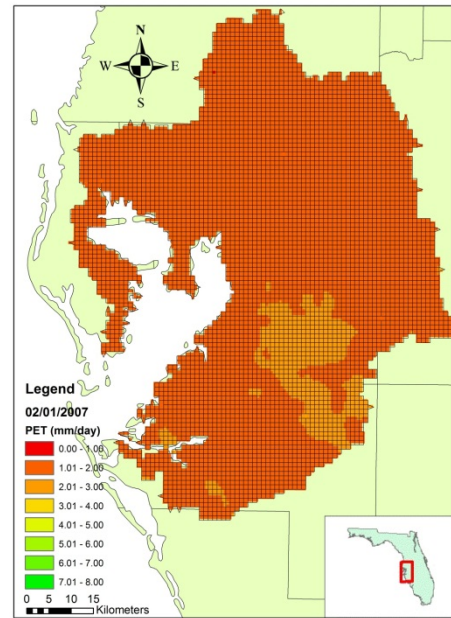 N
W E
S
Legend
02/01/2007
PET (mm/day)
0.00 - 1.00
1.01 - 2.00
2.01 - 3.00
3.01 - 4.00
4.01 - 5.00
5.01 - 6.00
6.01 - 7.00
7.01 - 8.00
0 5 10 15
Kilometers